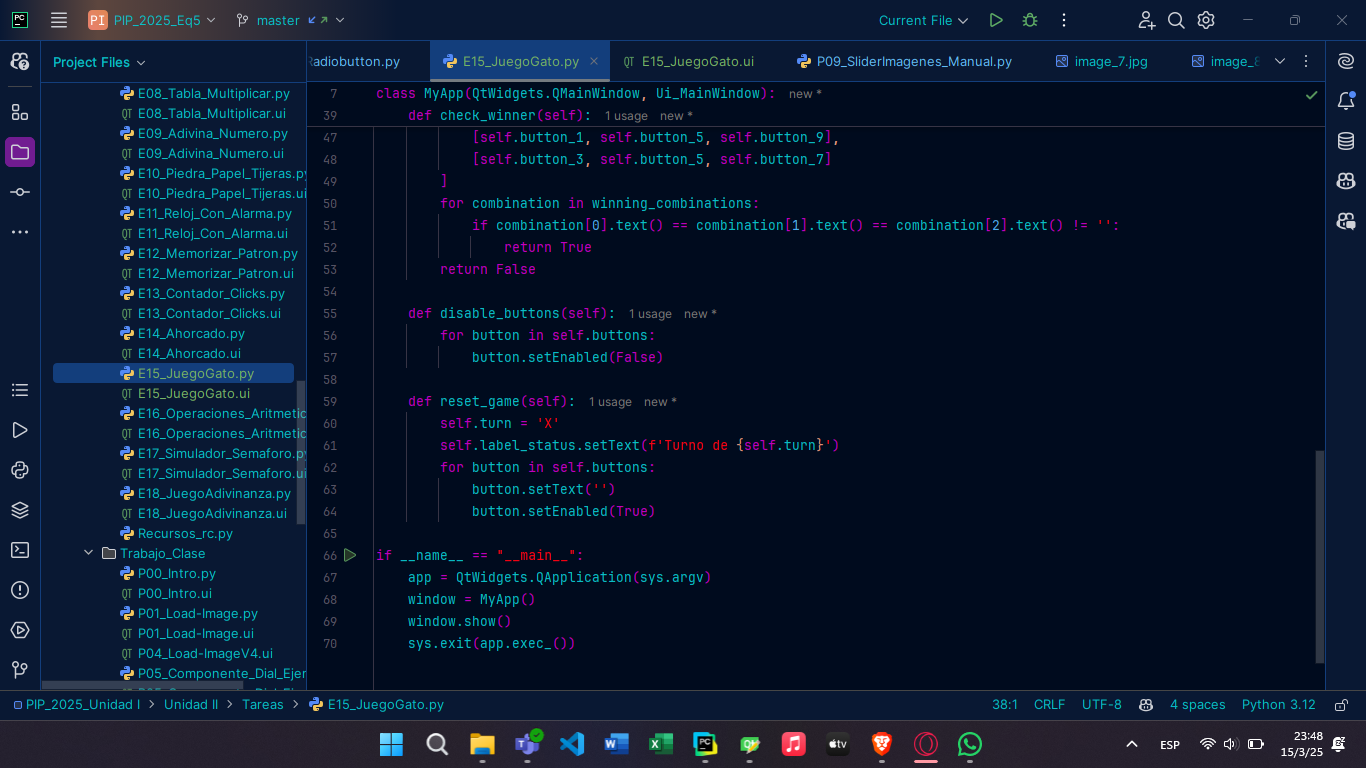 PC
PI PIP_2025_Eq5 master Current File
Project Files
Radiobutton.py E15_JuegoGato.py E15_JuegoGato.ui P09_SliderImagenes_Manual.py image_7.jpg image_8
E08_Tabla_Multiplicar.py
E08_Tabla_Multiplicar.ui
E09_Adivina_Numero.py
E09_Adivina_Numero.ui
E10_Piedra_Papel_Tijeras.py
E10_Piedra_Papel_Tijeras.ui
E11_Reloj_Con_Alarma.py
E11_Reloj_Con_Alarma.ui
E12_Memorizar_Patron.py
E12_Memorizar_Patron.ui
E13_Contador_Clicks.py
E13_Contador_Clicks.ui
E14_Ahorcado.py
E14_Ahorcado.ui
E15_JuegoGato.py
E15_JuegoGato.ui
E16_Operaciones_Aritmetic
E16_Operaciones_Aritmetic
E17_Simulador_Semaforo.py
E17_Simulador_Semaforo.ui
E18_JuegoAdivinanza.py
E18_JuegoAdivinanza.ui
Recursos_rc.py
Trabajo_Clase
P00_Intro.py
P00_Intro.ui
P01_Load-Image.py
P01_Load-Image.ui
P04_Load-ImageV4.ui
P05_Componente_Dial_Ejer
7 class MyApp(QtWidgets.QMainWindow, Ui_MainWindow): new *
39 def check_winner(self): 1 usage new *
47 [self.button_1, self.button_5, self.button_9],
48 [self.button_3, self.button_5, self.button_7]
49 ]
50 for combination in winning_combinations:
51 if combination[0].text() == combination[1].text() == combination[2].text() != '':
52 return True
53 return False
54
55 def disable_buttons(self): 1 usage new *
56 for button in self.buttons:
57 button.setEnabled(False)
58
59 def reset_game(self): 1 usage new *
60 self.turn = 'X'
61 self.label_status.setText(f'Turno de {self.turn}')
62 for button in self.buttons:
63 button.setText('')
64 button.setEnabled(True)
65
66 if __name__ == "__main__":
67 app = QtWidgets.QApplication(sys.argv)
68 window = MyApp()
69 window.show()
70 sys.exit(app.exec_())
PIP_2025_Unidad I > Unidad II > Tareas > E15_JuegoGato.py 38:1 CRLF UTF-8 4 spaces Python 3.12
ESP 23:48
15/3/25